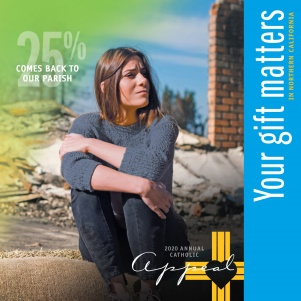 25%
COMES BACK TO
OUR PARISH
Your gift matters
IN NORTHERN CALIFORNIA
2020 ANNUAL
CATHOLIC
Appeal